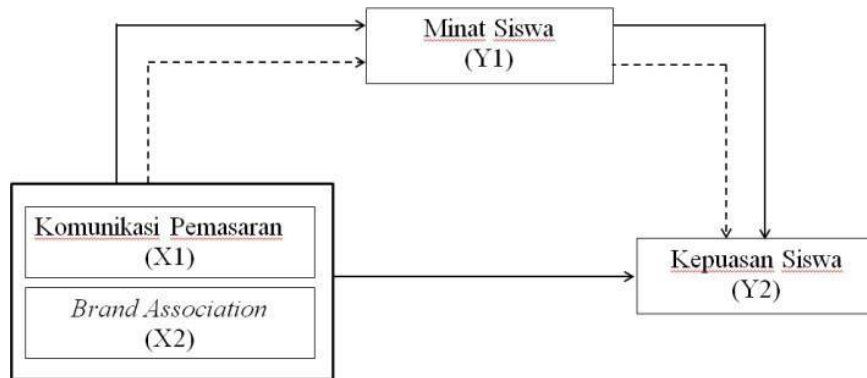 Minat Siswa
(Y1)
Komunikasi Pemasaran
(X1)
Brand Association
(X2)
Kepuasan Siswa
(Y2)